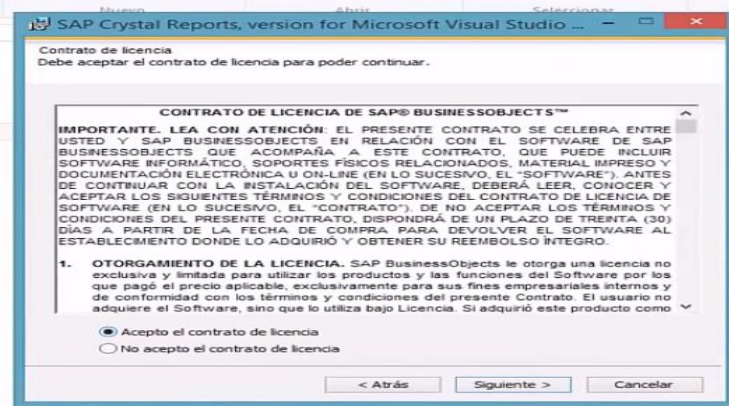 Nuevo Abrir Seleccionar
SAP Crystal Reports, version for Microsoft Visual Studio ...
Contrato de licencia
Debe aceptar el contrato de licencia para poder continuar.
CONTRATO DE LICENCIA DE SAP® BUSINESSOBJECTS™
IMPORTANTE. LEA CON ATENCIÓN: EL PRESENTE CONTRATO SE CELEBRA ENTRE
USTED Y SAP BUSINESSOBJECTS EN RELACIÓN CON EL SOFTWARE DE SAP
BUSINESSOBJECTS QUE ACOMPAÑA A ESTE CONTRATO, QUE PUEDE INCLUIR
SOFTWARE INFORMÁTICO, SOPORTES FÍSICOS RELACIONADOS, MATERIAL IMPRESO Y
DOCUMENTACIÓN ELECTRÓNICA U ON-LINE (EN LO SUCESIVO, EL "SOFTWARE"). ANTES
DE CONTINUAR CON LA INSTALACIÓN DEL SOFTWARE, DEBERÁ LEER, CONOCER Y
ACEPTAR LOS SIGUIENTES TÉRMINOS Y CONDICIONES DEL CONTRATO DE LICENCIA DE
SOFTWARE (EN LO SUCESIVO, EL "CONTRATO"). DE NO ACEPTAR LOS TÉRMINOS Y
CONDICIONES DEL PRESENTE CONTRATO, DISPONDRÁ DE UN PLAZO DE TREINTA (30)
DÍAS A PARTIR DE LA FECHA DE COMPRA PARA DEVOLVER EL SOFTWARE AL
ESTABLECIMIENTO DONDE LO ADQUIRIÓ Y OBTENER SU REEMBOLSO ÍNTEGRO.
1. OTORGAMIENTO DE LA LICENCIA. SAP BusinessObjects le otorga una licencia no
exclusiva y limitada para utilizar los productos y las funciones del Software por los
que pagó el precio aplicable, exclusivamente para sus fines empresariales internos y
de conformidad con los términos y condiciones del presente Contrato. El usuario no
adquiere el Software, sino que lo utiliza bajo Licencia. Si adquirió este producto como
Acepto el contrato de licencia
No acepto el contrato de licencia
< Atrás Siguiente > Cancelar